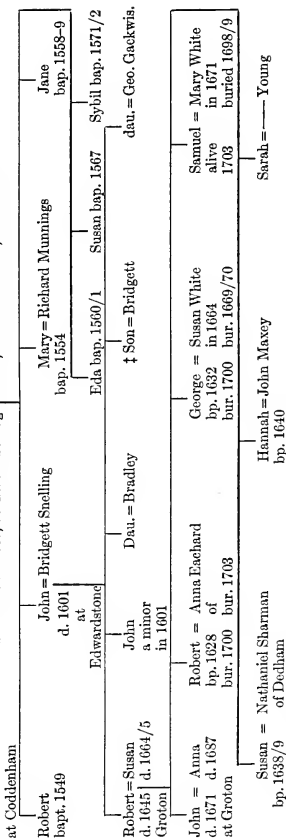 at Coddenham
Robert
bapt. 1549
John = Bridgett Snelling
d. 1601
at
Edwardstone
Mary = Richard Munnings
bap. 1554
Jane
bap. 1558-9
Eda bap. 1560/1
Susan bap. 1567
Sybil bap. 1571/2
Robert = Susan
d. 1645 d. 1664/5
Groton
John
a minor
in 1601
Dau. = Bradley
‡ Son = Bridgett
dau. = Geo. Gackwis.
John = Anna
d. 1671 d. 1687
at Groton
Robert = Anna Eachard
bp. 1628 of
bur. 1700 bur. 1703
George = Susan White
bp. 1632 in 1664
bur. 1700 bur. 1669/70
Samuel = Mary White
alive in 1671
1703 buried 1698/9
Susan = Nathaniel Sharman
bp. 1638/9 of Dedham
Hannah = John Maxey
bp. 1640
Sarah = —— Young